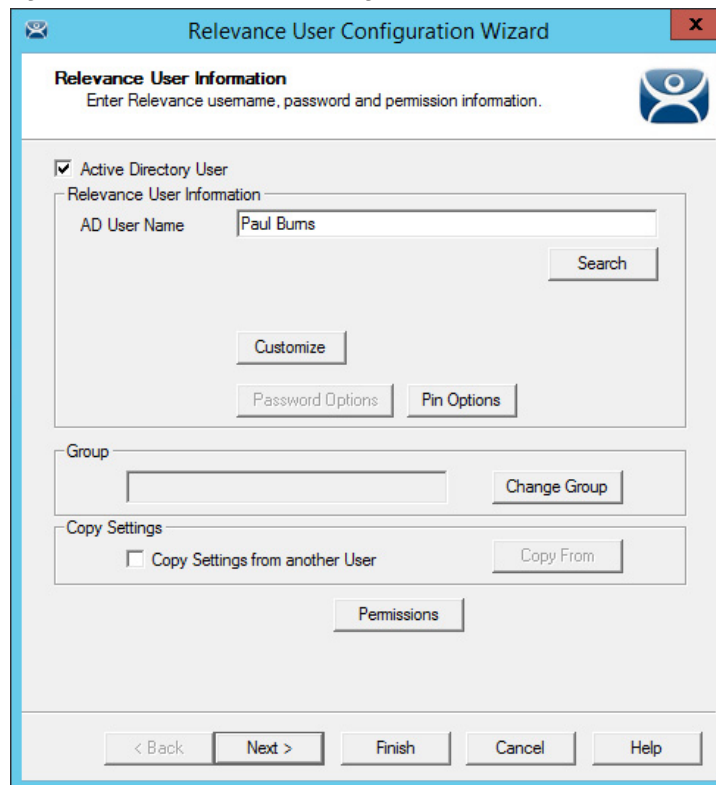 Relevance User Configuration Wizard
x
Relevance User Information
Enter Relevance username, password and permission information.
Active Directory User
Relevance User Information
AD User Name Paul Burns
Search
Customize
Password Options Pin Options
Group
Change Group
Copy Settings
Copy Settings from another User Copy From
Permissions
< Back Next > Finish Cancel Help